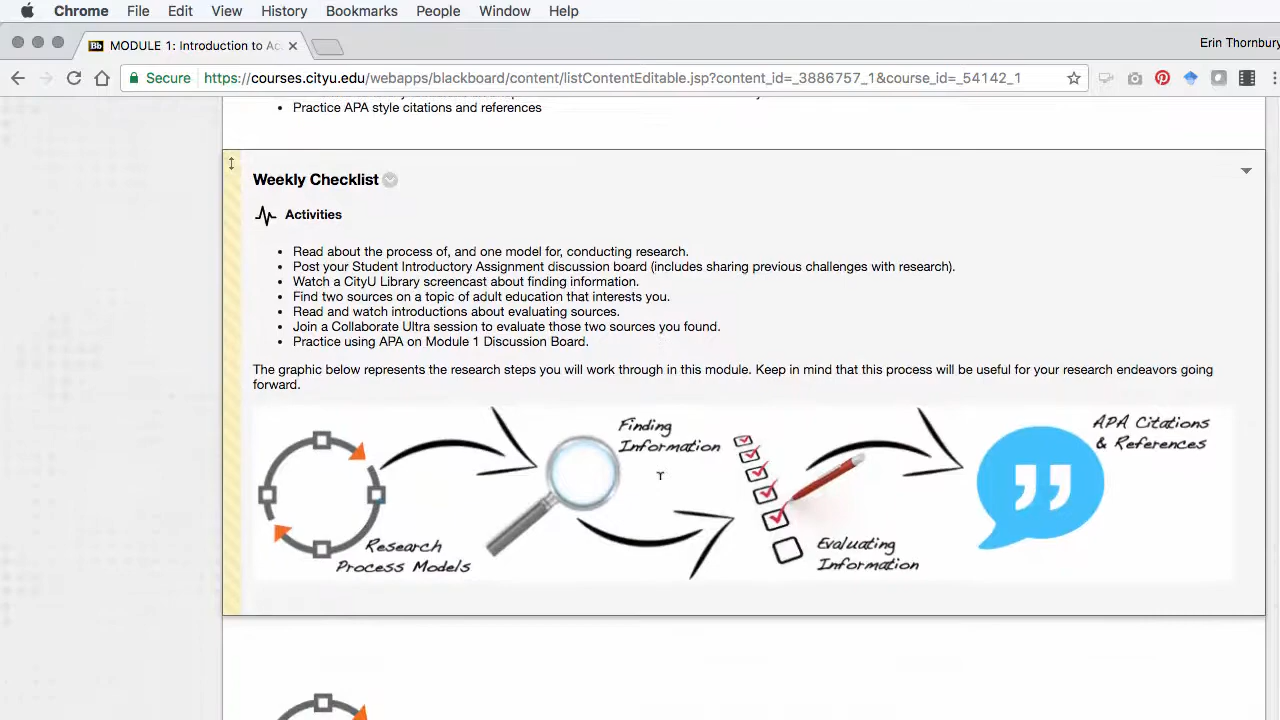 Chrome File Edit View History Bookmarks People Window Help
Bb MODULE 1: Introduction to Ac
Erin Thornbury
Secure https://courses.cityu.edu/webapps/blackboard/content/listContentEditable.jsp?content_id=_3886757_1&course_id=_54142_1
Practice APA style citations and references
Weekly Checklist
Activities
Read about the process of, and one model for, conducting research.
Post your Student Introductory Assignment discussion board (includes sharing previous challenges with research).
Watch a CityU Library screencast about finding information.
Find two sources on a topic of adult education that interests you.
Read and watch introductions about evaluating sources.
Join a Collaborate Ultra session to evaluate those two sources you found.
Practice using APA on Module 1 Discussion Board.
The graphic below represents the research steps you will work through in this module. Keep in mind that this process will be useful for your research endeavors going
forward.
Finding
Information
APA Citations
& References
Research
Process Models
Evaluating
Information